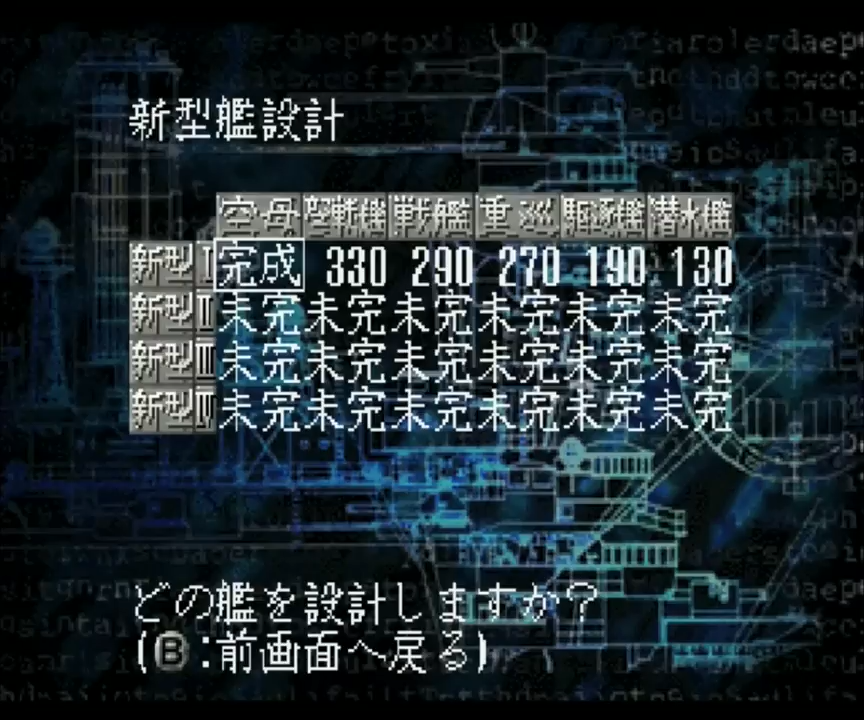 新型艦設計
空母 空戦艦 戦艦 重巡 駆逐艦 潜水艦
新型Ⅰ 完成 330 290 270 190 130
新型Ⅱ 未完 未完 未完 未完 未完 未完
新型Ⅲ 未完 未完 未完 未完 未完 未完
新型Ⅳ 未完 未完 未完 未完 未完 未完
どの艦を設計しますか?
(B:前画面へ戻る)